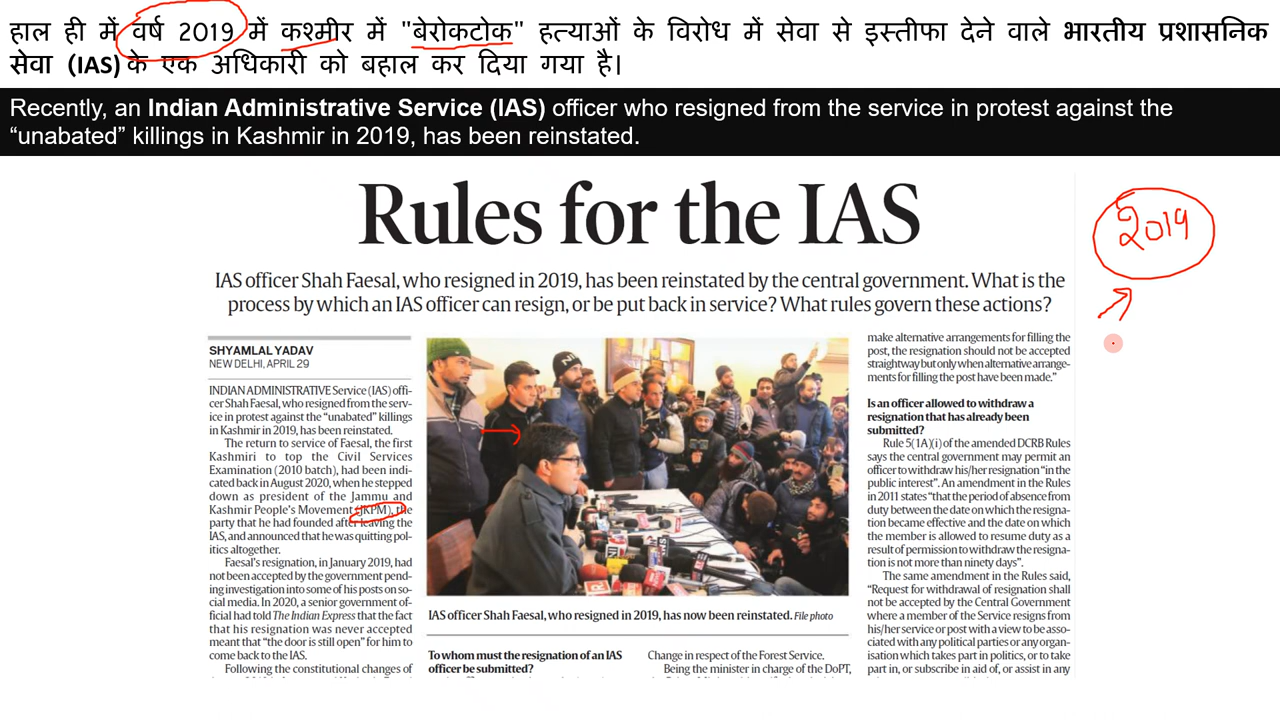 हाल ही में वर्ष 2019 में कश्मीर में "बेरोकटोक" हत्याओं के विरोध में सेवा से इस्तीफा देने वाले भारतीय प्रशासनिक
सेवा (IAS) के एक अधिकारी को बहाल कर दिया गया है।
Recently, an Indian Administrative Service (IAS) officer who resigned from the service in protest against the
“unabated” killings in Kashmir in 2019, has been reinstated.
Rules for the IAS
2019
IAS officer Shah Faesal, who resigned in 2019, has been reinstated by the central government. What is the
process by which an IAS officer can resign, or be put back in service? What rules govern these actions?
SHYAMLAL YADAV
NEW DELHI, APRIL 29
INDIAN ADMINISTRATIVE Service (IAS) offi-
cer Shah Faesal, who resigned from the serv-
ice in protest against the “unabated” killings
in Kashmir in 2019, has been reinstated.
The return to service of Faesal, the first
Kashmiri to top the Civil Services
Examination (2010 batch), had been indi-
cated back in August 2020, when he stepped
down as president of the Jammu and
Kashmir People’s Movement (JKPM), the
party that he had founded after leaving the
IAS, and announced that he was quitting pol-
itics altogether.
Faesal’s resignation, in January 2019, had
not been accepted by the government pend-
ing investigation into some of his posts on so-
cial media. In 2020, a senior government of-
ficial had told The Indian Express that the fact
that his resignation was never accepted
meant that “the door is still open” for him to
come back to the IAS.
Following the constitutional changes of
IAS officer Shah Faesal, who resigned in 2019, has now been reinstated. File photo
To whom must the resignation of an IAS
officer be submitted?
Change in respect of the Forest Service.
Being the minister in charge of the DoPT,
make alternative arrangements for filling the
post, the resignation should not be accepted
straightway but only when alternative arrange-
ments for filling the post have been made.”
Is an officer allowed to withdraw a
resignation that has already been
submitted?
Rule 5(1A)(i) of the amended DCRB Rules
says the central government may permit an
officer to withdraw his/her resignation “in the
public interest”. An amendment in the Rules
in 2011 states “that the period of absence from
duty between the date on which the resigna-
tion became effective and the date on which
the member is allowed to resume duty as a
result of permission to withdraw the resigna-
tion is not more than ninety days”.
The same amendment in the Rules said,
“Request for withdrawal of resignation shall
not be accepted by the Central Government
where a member of the Service resigns from
his/her service or post with a view to be asso-
ciated with any political parties or any organ-
isation which takes part in politics, or to take
part in, or subscribe in aid of, or assist in any